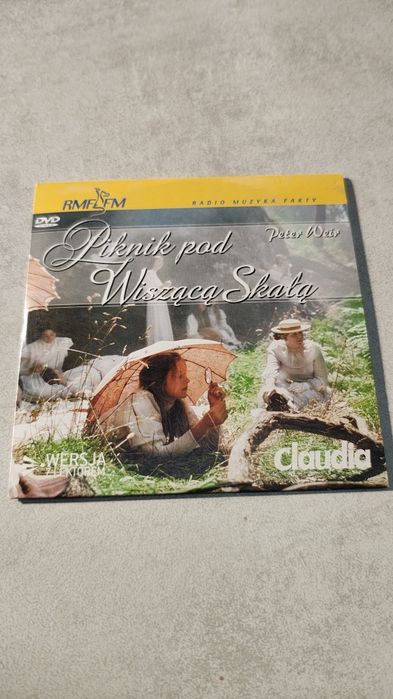 RMF FM
RADIO MUZYKA FAKTY
DVD
Piknik pod
Peter Weir
Wiszącą Skałą
WERSJA
Z LEKTOREM
Claudia